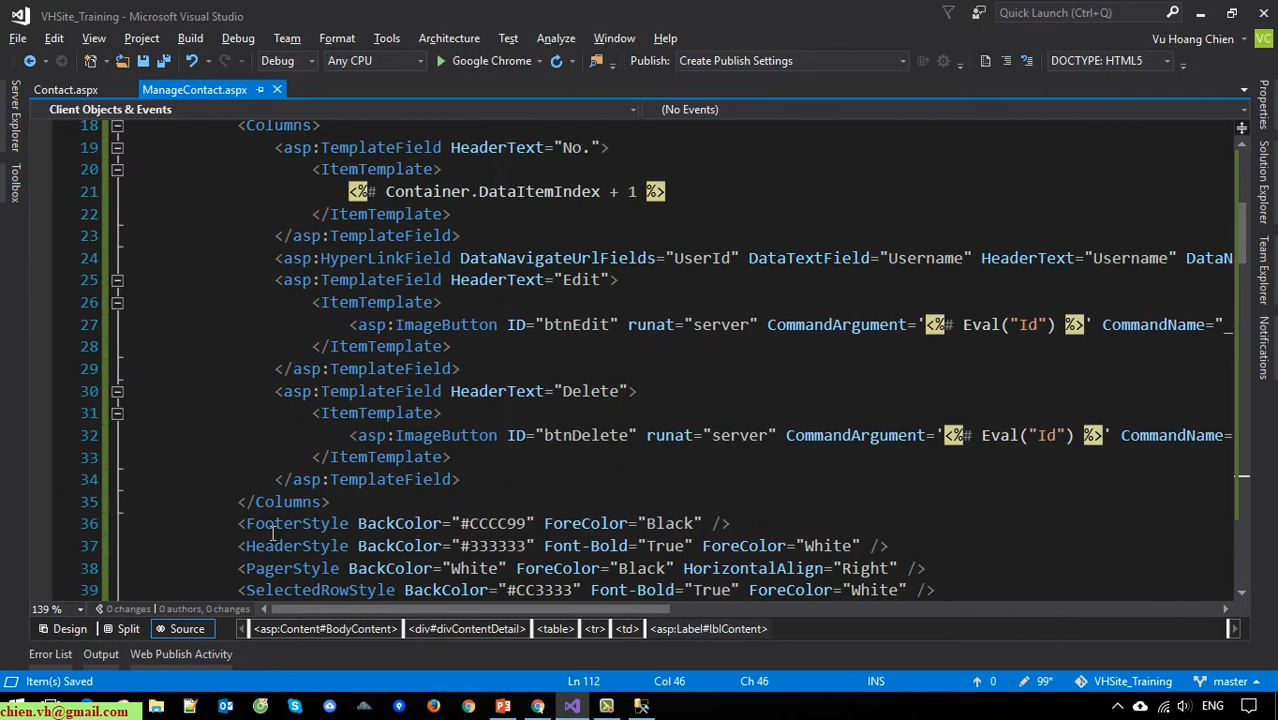 VHSite_Training - Microsoft Visual Studio
Quick Launch (Ctrl+Q)
File Edit View Project Build Debug Team Format Tools Architecture Test Analyze Window Help
Vu Hoang Chien VC
Debug Any CPU Google Chrome Publish: Create Publish Settings DOCTYPE: HTML5
Contact.aspx ManageContact.aspx
Client Objects & Events (No Events)
Server Explorer
Toolbox
Properties
Team Explorer
18 <Columns>
19 <asp:TemplateField HeaderText="No.">
20 <ItemTemplate>
21 <%# Container.DataItemIndex + 1 %>
22 </ItemTemplate>
23 </asp:TemplateField>
24 <asp:HyperLinkField DataNavigateUrlFields="UserId" DataTextField="Username" HeaderText="Username" DataN
25 <asp:TemplateField HeaderText="Edit">
26 <ItemTemplate>
27 <asp:ImageButton ID="btnEdit" runat="server" CommandArgument='<%# Eval("Id") %>' CommandName="_
28 </ItemTemplate>
29 </asp:TemplateField>
30 <asp:TemplateField HeaderText="Delete">
31 <ItemTemplate>
32 <asp:ImageButton ID="btnDelete" runat="server" CommandArgument='<%# Eval("Id") %>' CommandName=
33 </ItemTemplate>
34 </asp:TemplateField>
35 </Columns>
36 <FooterStyle BackColor="#CCCC99" ForeColor="Black" />
37 <HeaderStyle BackColor="#333333" Font-Bold="True" ForeColor="White" />
38 <PagerStyle BackColor="White" ForeColor="Black" HorizontalAlign="Right" />
39 <SelectedRowStyle BackColor="#CC3333" Font-Bold="True" ForeColor="White" />
139 % 0 changes | 0 authors, 0 changes
Design Split Source <asp:Content#BodyContent> <div#divContentDetail> <table> <tr> <td> <asp:Label#lblContent>
Error List Output Web Publish Activity
Item(s) Saved Ln 112 Col 46 Ch 46 INS 0 99* VHSite_Training master
chien.vh@gmail.com
ENG